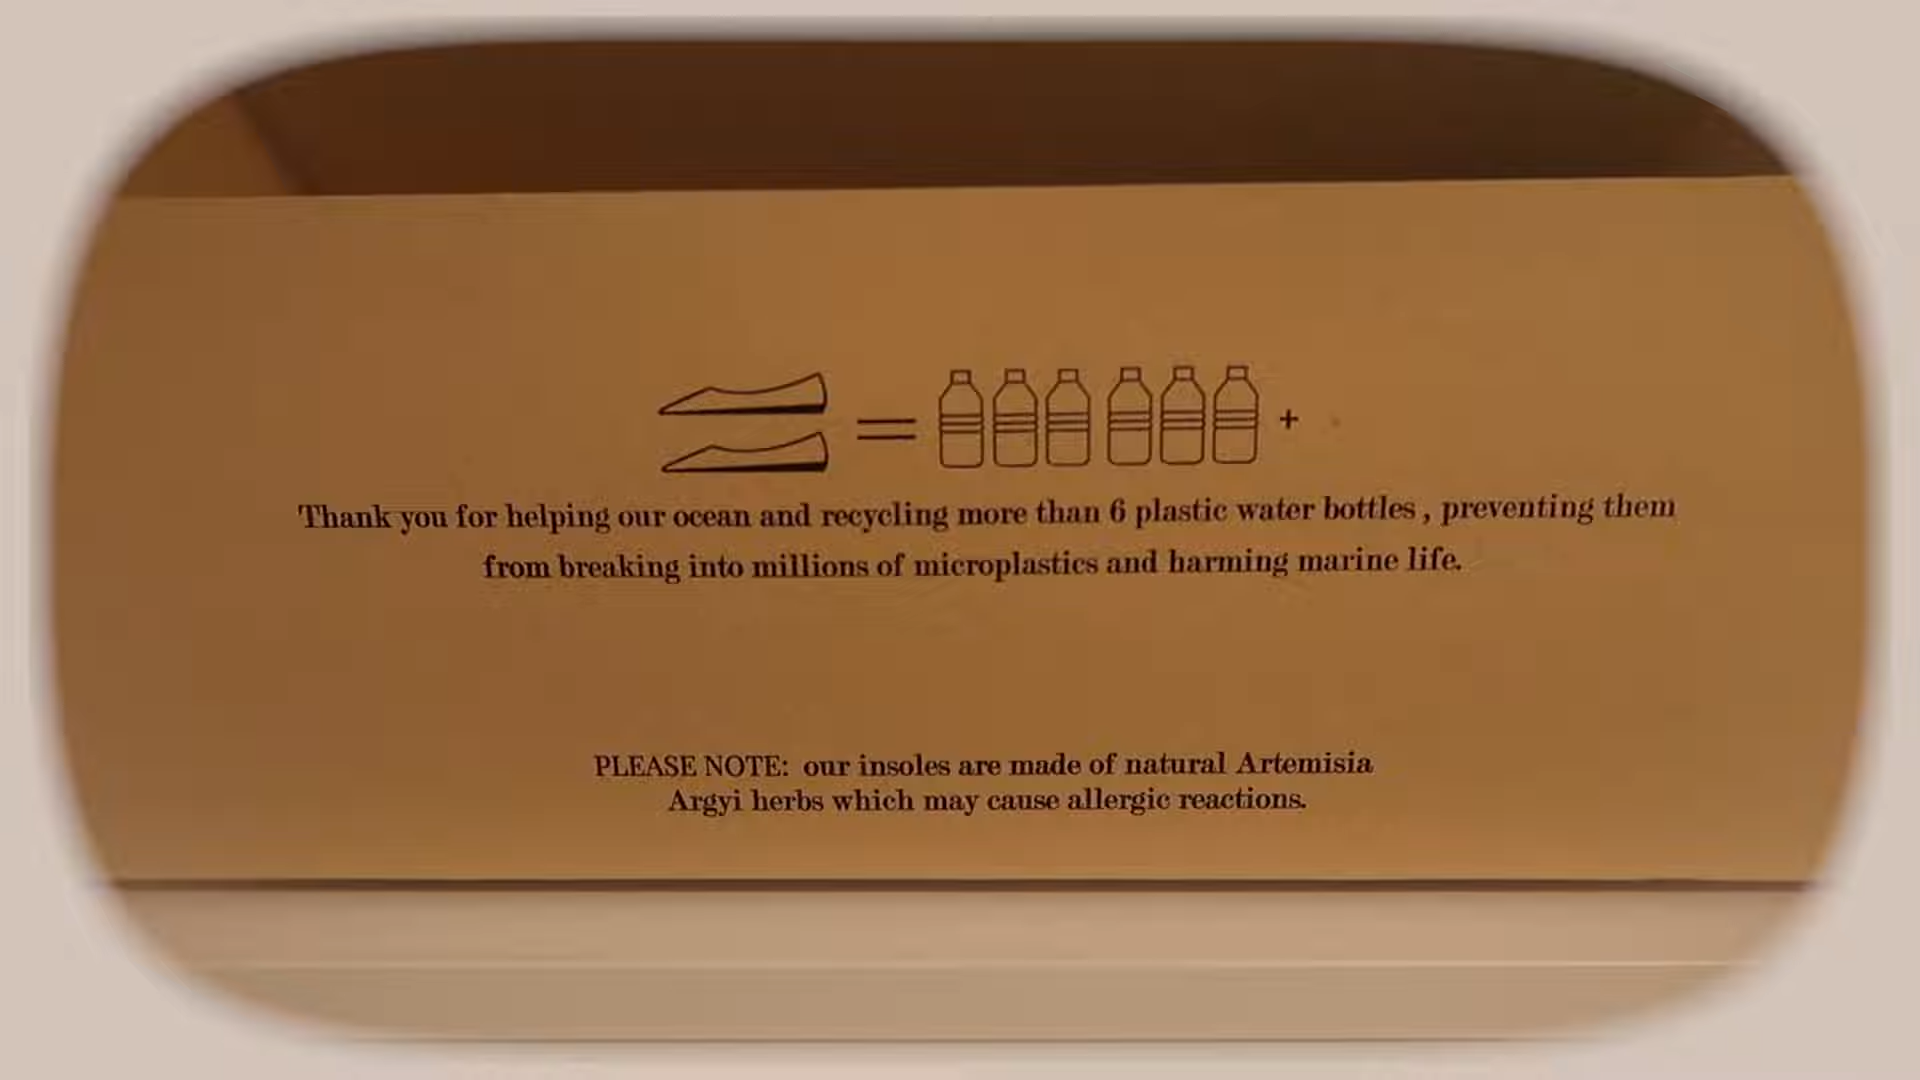 = +
Thank you for helping our ocean and recycling more than 6 plastic water bottles , preventing them
from breaking into millions of microplastics and harming marine life.
PLEASE NOTE: our insoles are made of natural Artemisia
Argyi herbs which may cause allergic reactions.